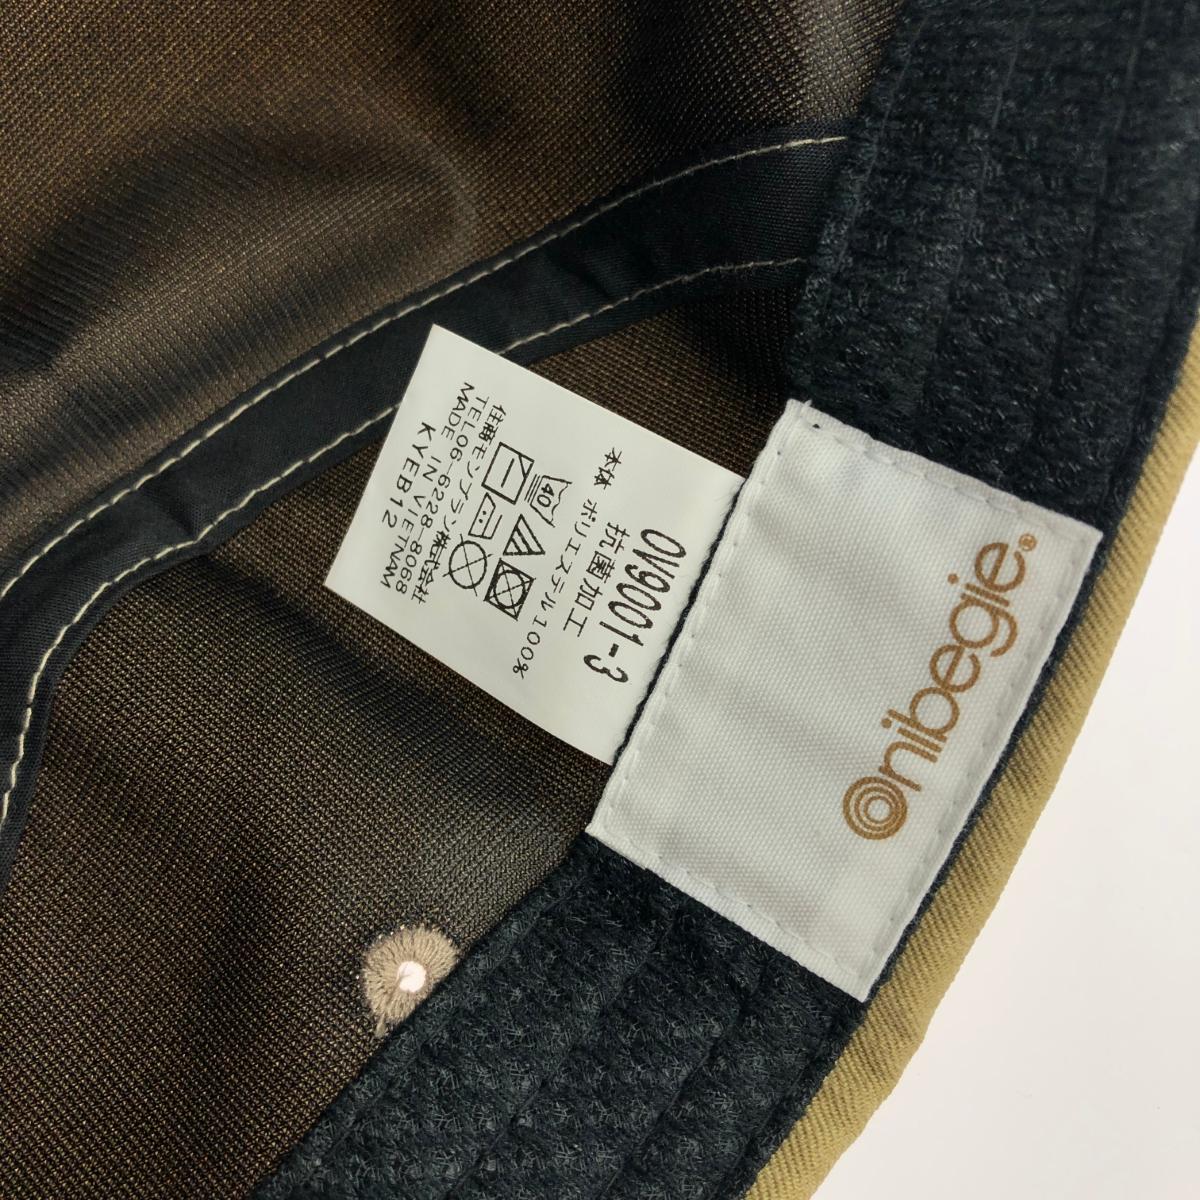 Onibegie®
OV9001-3
抗菌加工
本体 ポリエステル100%
40
住商モンブラン株式会社
TEL06-6228-8068
MADE IN VIETNAM
KYEB12